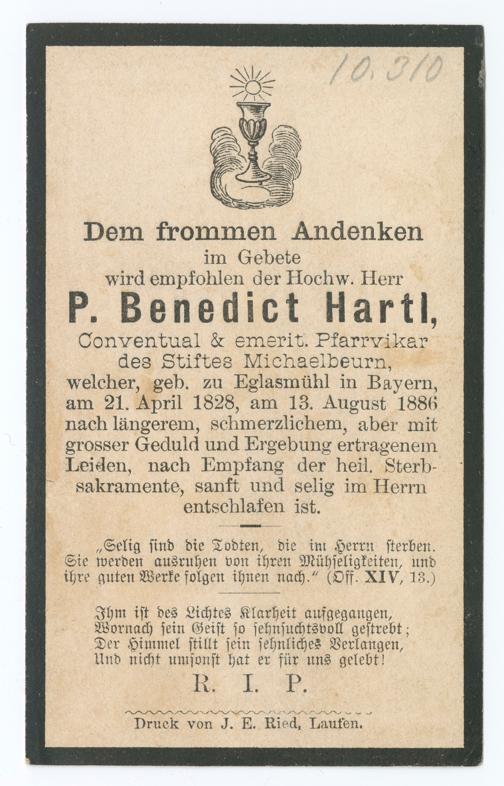 10.310
Dem frommen Andenken
im Gebete
wird empfohlen der Hochw. Herr
P. Benedict Hartl,
Conventual & emerit. Pfarrvikar
des Stiftes Michaelbeurn,
welcher, geb. zu Eglasmühl in Bayern,
am 21. April 1828, am 13. August 1886
nach längerem, schmerzlichem, aber mit
grosser Geduld und Ergebung ertragenem
Leiden, nach Empfang der heil. Sterb-
sakramente, sanft und selig im Herrn
entschlafen ist.
„Selig sind die Todten, die im Herrn sterben.
Sie werden ausruhen von ihren Mühseligkeiten, und
ihre guten Werke folgen ihnen nach.“ (Off. XIV, 13.)
Ihm ist des Lichtes Klarheit aufgegangen,
Wornach sein Geist so sehnsuchtsvoll gestrebt;
Der Himmel stillt sein sehnliches Verlangen,
Und nicht umsonst hat er für uns gelebt!
R. I. P.
Druck von J. E. Ried, Laufen.